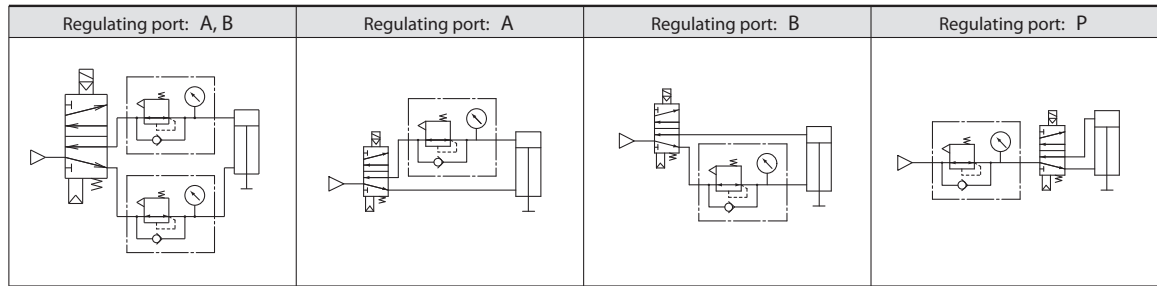 Regulating port: A, B
Regulating port: A
Regulating port: B
Regulating port: P